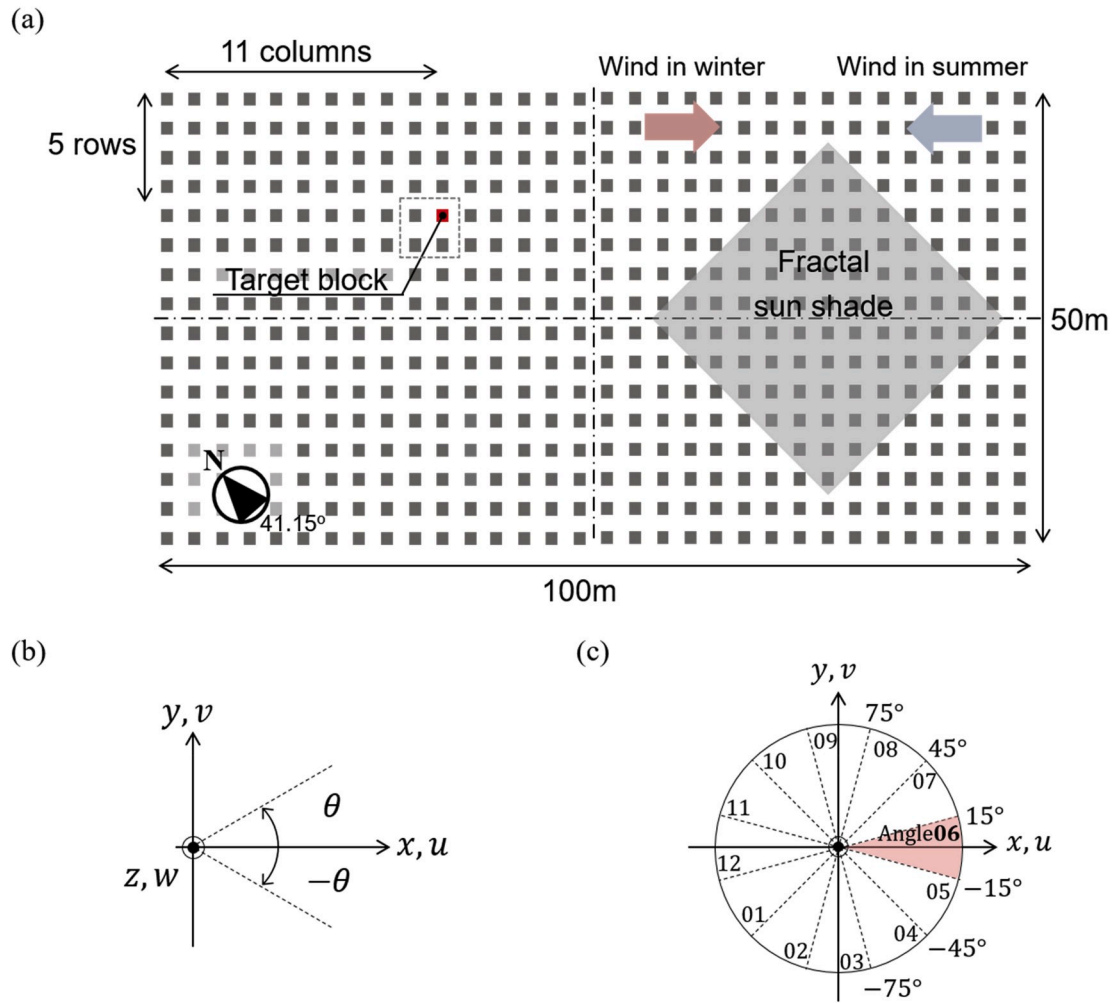 (a)
11 columns
Wind in winter
Wind in summer
5 rows
Target block
Fractal
sun shade
50m
N
41.15°
100m
(b)
(c)
y, v
θ
x, u
−θ
z, w
y, v
75°
09
08
45°
10
07
11
15°
Angle06
x, u
12
05
−15°
01
04
−45°
02
03
−75°